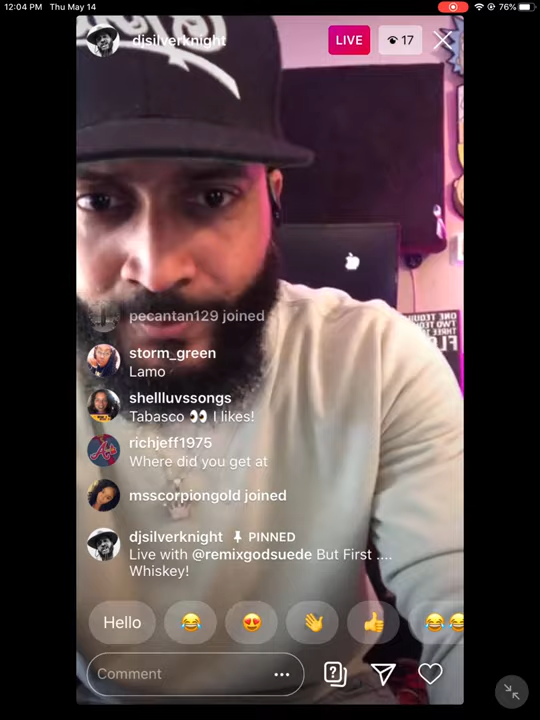 12:04 PM Thu May 14
76%
djsilverknight
LIVE
17
pecantan129 joined
storm_green
Lamo
shellluvssongs
Tabasco 👀 I likes!
richjeff1975
Where did you get at
msscorpiongold joined
djsilverknight PINNED
Live with @remixgodsuede But First ....
Whiskey!
Hello 😂 😍 👋 👍 😂😂
Comment